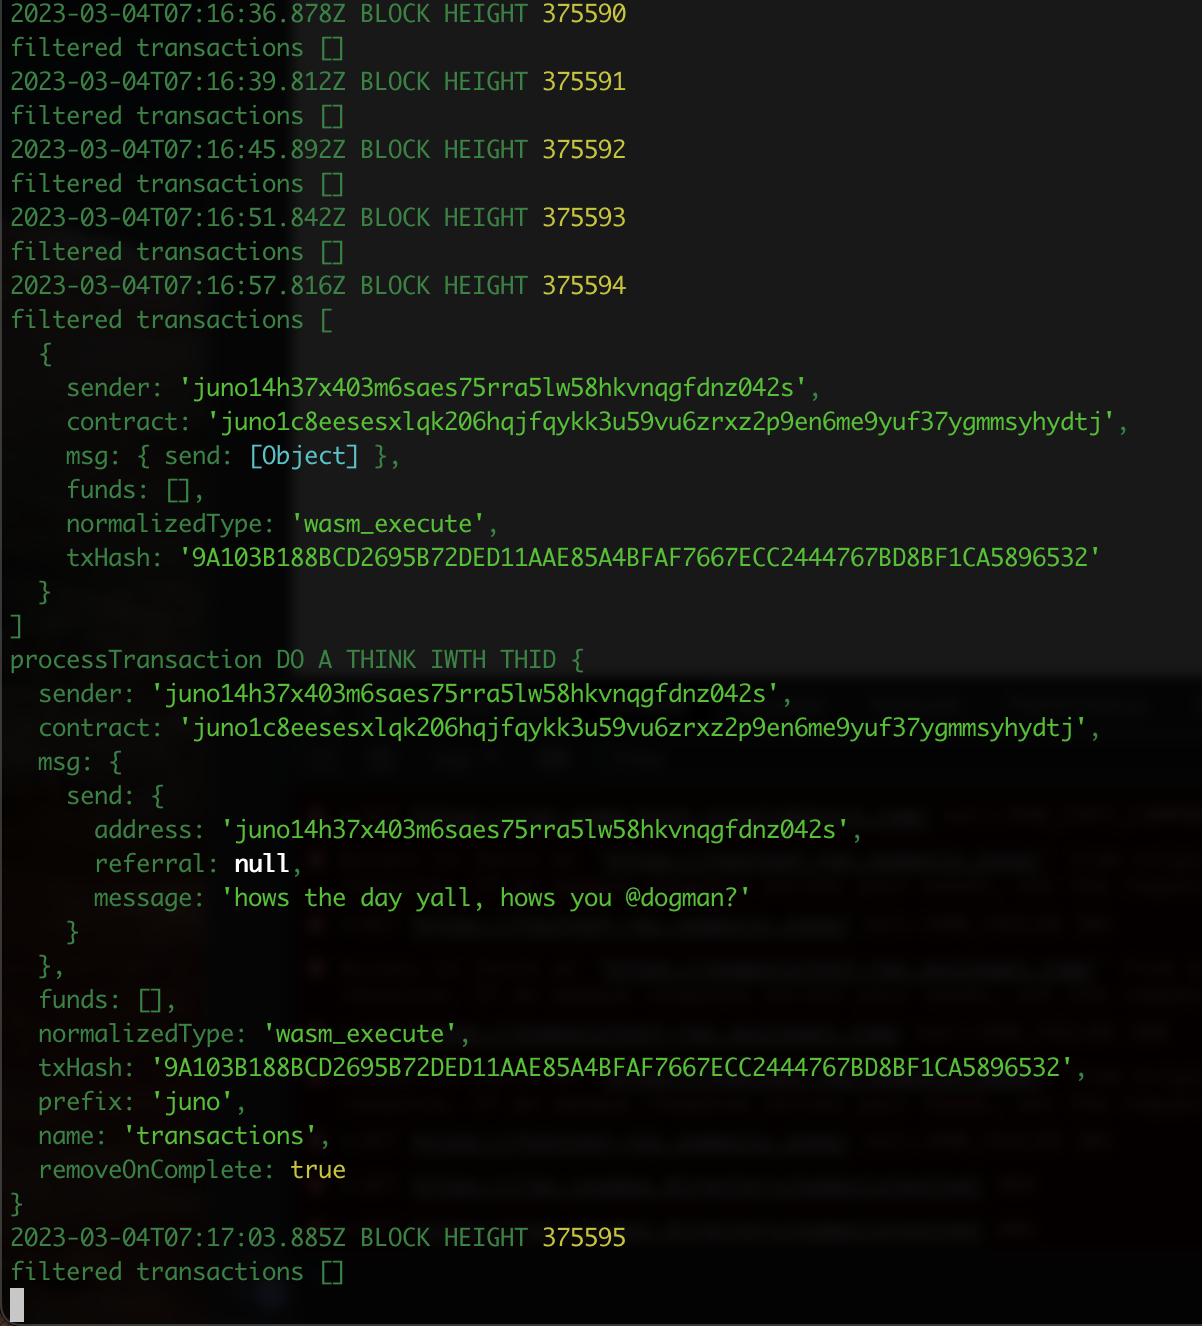 2023-03-04T07:16:36.878Z BLOCK HEIGHT 375590
filtered transactions []
2023-03-04T07:16:39.812Z BLOCK HEIGHT 375591
filtered transactions []
2023-03-04T07:16:45.892Z BLOCK HEIGHT 375592
filtered transactions []
2023-03-04T07:16:51.842Z BLOCK HEIGHT 375593
filtered transactions []
2023-03-04T07:16:57.816Z BLOCK HEIGHT 375594
filtered transactions [
  {
    sender: 'juno14h37x403m6saes75rra5lw58hkvnqgfdnz042s',
    contract: 'juno1c8eesesxlqk206hqjfqykk3u59vu6zrxz2p9en6me9yuf37ygmmsyhydtj',
    msg: { send: [Object] },
    funds: [],
    normalizedType: 'wasm_execute',
    txHash: '9A103B188BCD2695B72DED11AAE85A4BFAF7667ECC2444767BD8BF1CA5896532'
  }
]
processTransaction DO A THINK IWTH THID {
  sender: 'juno14h37x403m6saes75rra5lw58hkvnqgfdnz042s',
  contract: 'juno1c8eesesxlqk206hqjfqykk3u59vu6zrxz2p9en6me9yuf37ygmmsyhydtj',
  msg: {
    send: {
      address: 'juno14h37x403m6saes75rra5lw58hkvnqgfdnz042s',
      referral: null,
      message: 'hows the day yall, hows you @dogman?'
    }
  },
  funds: [],
  normalizedType: 'wasm_execute',
  txHash: '9A103B188BCD2695B72DED11AAE85A4BFAF7667ECC2444767BD8BF1CA5896532',
  prefix: 'juno',
  name: 'transactions',
  removeOnComplete: true
}
2023-03-04T07:17:03.885Z BLOCK HEIGHT 375595
filtered transactions []